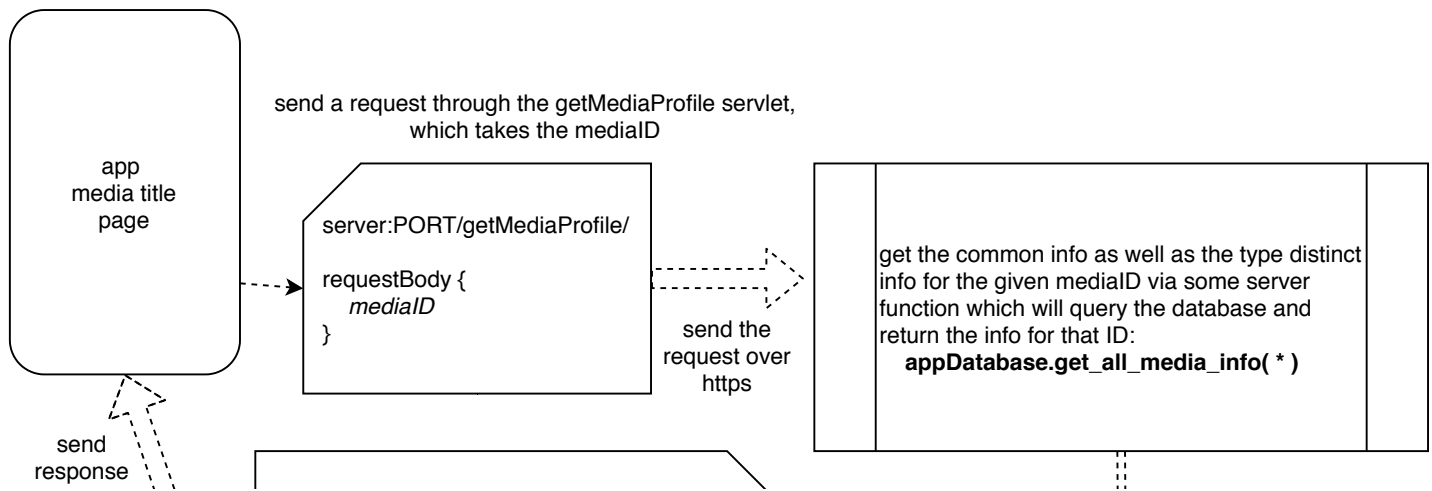 send a request through the getMediaProfile servlet,
which takes the mediaID
app
media title
page
server:PORT/getMediaProfile/
requestBody {
mediaID
}
send the
request over
https
get the common info as well as the type distinct
info for the given mediaID via some server
function which will query the database and
return the info for that ID:
appDatabase.get_all_media_info( * )
send
response